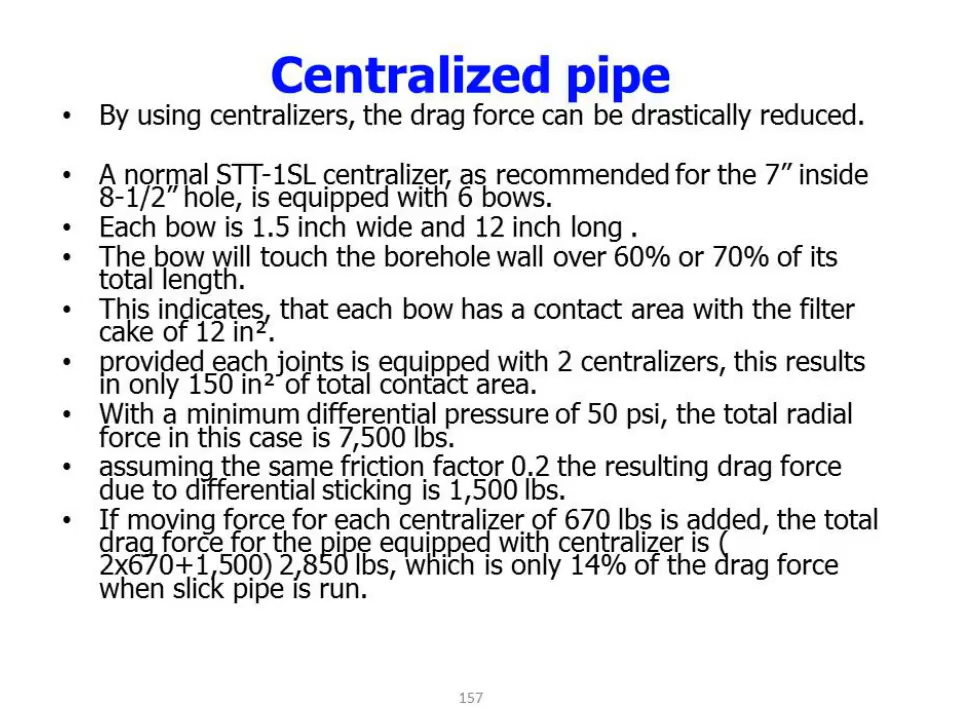 Centralized pipe
• By using centralizers, the drag force can be drastically reduced.
• A normal STT-1SL centralizer, as recommended for the 7” inside
8-1/2” hole, is equipped with 6 bows.
• Each bow is 1.5 inch wide and 12 inch long .
• The bow will touch the borehole wall over 60% or 70% of its
total length.
• This indicates, that each bow has a contact area with the filter
cake of 12 in².
• provided each joints is equipped with 2 centralizers, this results
in only 150 in² of total contact area.
• With a minimum differential pressure of 50 psi, the total radial
force in this case is 7,500 lbs.
• assuming the same friction factor 0.2 the resulting drag force
due to differential sticking is 1,500 lbs.
• If moving force for each centralizer of 670 lbs is added, the total
drag force for the pipe equipped with centralizer is (
2x670+1,500) 2,850 lbs, which is only 14% of the drag force
when slick pipe is run.
157